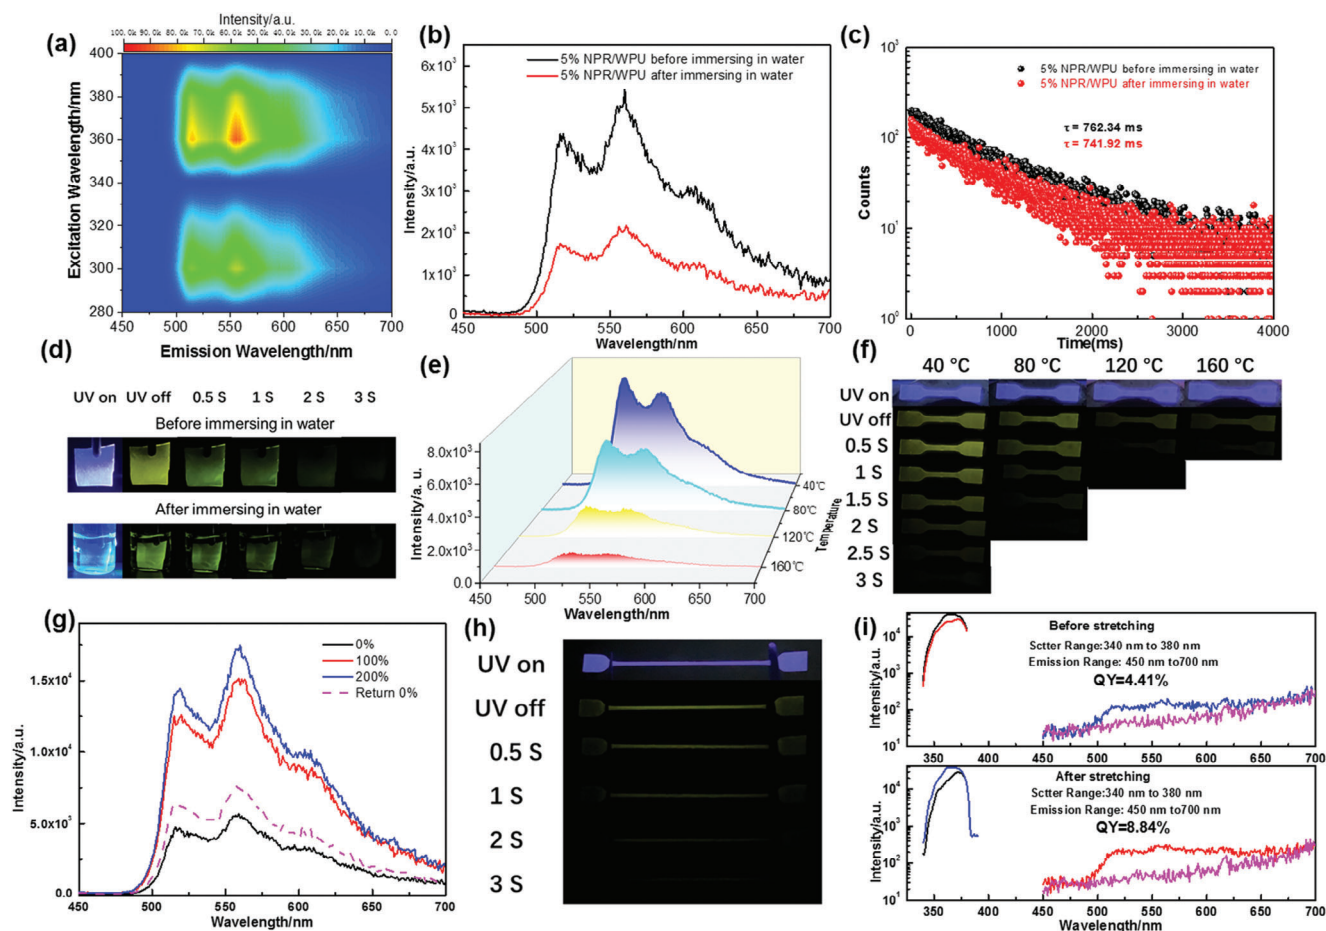 (a)
Intensity/a.u.
100.0k 90.0k 80.0k 70.0k 60.0k 50.0k 40.0k 30.0k 20.0k 10.0k 0.0
400
380
360
340
320
300
280
Excitation Wavelength/nm
450 500 550 600 650 700
Emission Wavelength/nm
(b)
5% NPR/WPU before immersing in water
5% NPR/WPU after immersing in water
6x10³
5x10³
4x10³
3x10³
2x10³
1x10³
0
Intensity/a.u.
450 500 550 600 650 700
Wavelength/nm
(c)
5% NPR/WPU before immersing in water
5% NPR/WPU after immersing in water
τ = 762.34 ms
τ = 741.92 ms
10³
10²
10¹
10⁰
Counts
0 1000 2000 3000 4000
Time(ms)
(d)
UV on UV off 0.5 S 1 S 2 S 3 S
Before immersing in water
After immersing in water
(e)
8.0x10³
6.0x10³
4.0x10³
2.0x10³
0.0
Intensity/a.u.
40℃
80℃
120℃
160℃
Temperature
450 500 550 600 650 700
Wavelength/nm
(f)
40 °C 80 °C 120 °C 160 °C
UV on
UV off
0.5 S
1 S
1.5 S
2 S
2.5 S
3 S
(g)
0%
100%
200%
Return 0%
1.5x10⁴
1.0x10⁴
5.0x10³
0.0
Intensity/a.u.
450 500 550 600 650 700
Wavelength/nm
(h)
UV on
UV off
0.5 S
1 S
2 S
3 S
(i)
Before stretching
Sctter Range:340 nm to 380 nm
Emission Range: 450 nm to700 nm
QY=4.41%
10⁴
10³
10²
10¹
Intensity/a.u.
350 400 450 500 550 600 650 700
After stretching
Sctter Range:340 nm to 380 nm
Emission Range: 450 nm to700 nm
QY=8.84%
10⁴
10³
10²
10¹
Intensity/a.u.
350 400 450 500 550 600 650 700
Wavelength/nm